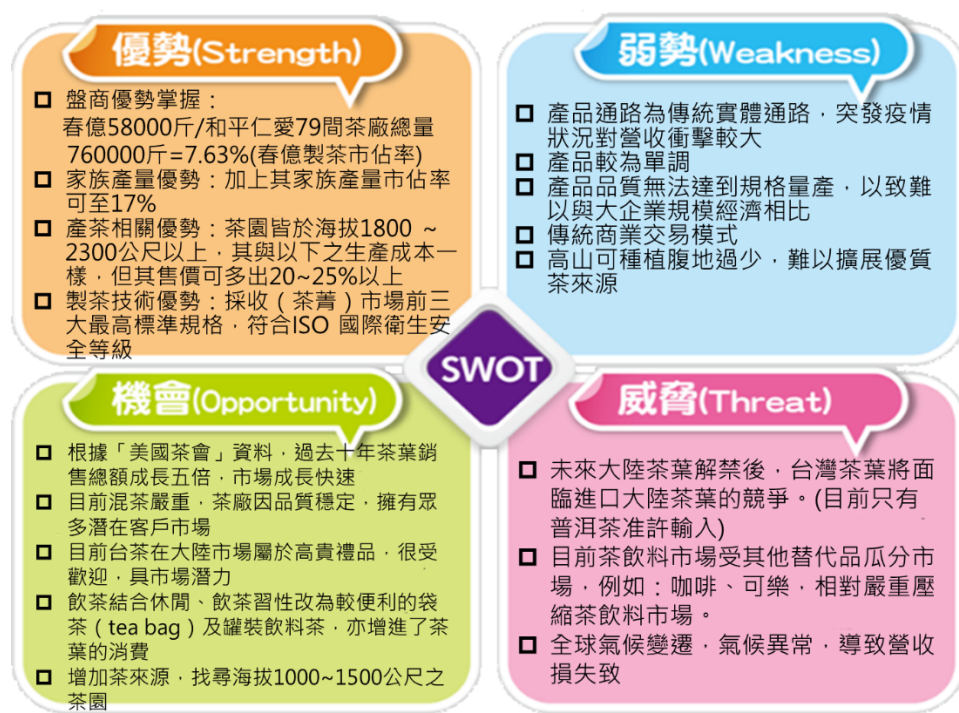 優勢(Strength)
□ 盤商優勢掌握：
春億58000斤/和平仁愛79間茶廠總量
760000斤=7.63%(春億製茶市佔率)
□ 家族產量優勢：加上其家族產量市佔率
可至17%
□ 產茶相關優勢：茶園皆於海拔1800 ~
2300公尺以上，其與以下之生產成本一
樣，但其售價可多出20~25%以上
□ 製茶技術優勢：採收（茶菁）市場前三
大最高標準規格，符合ISO 國際衛生安
全等級
弱勢(Weakness)
□ 產品通路為傳統實體通路，突發疫情
狀況對營收衝擊較大
□ 產品較為單調
□ 產品品質無法達到規格量產，以致難
以與大企業規模經濟相比
□ 傳統商業交易模式
□ 高山可種植腹地過少，難以擴展優質
茶來源
SWOT
機會(Opportunity)
□ 根據「美國茶會」資料，過去十年茶葉銷
售總額成長五倍，市場成長快速
□ 目前混茶嚴重，茶廠因品質穩定，擁有眾
多潛在客戶市場
□ 目前台茶在大陸市場屬於高貴禮品，很受
歡迎，具市場潛力
□ 飲茶結合休閒、飲茶習性改為較便利的袋
茶（tea bag）及罐裝飲料茶，亦增進了茶
葉的消費
□ 增加茶來源，找尋海拔1000~1500公尺之
茶園
威脅(Threat)
□ 未來大陸茶葉解禁後，台灣茶葉將面
臨進口大陸茶葉的競爭。(目前只有
普洱茶准許輸入)
□ 目前茶飲料市場受其他替代品瓜分市
場，例如：咖啡、可樂，相對嚴重壓
縮茶飲料市場。
□ 全球氣候變遷，氣候異常，導致營收
損失致